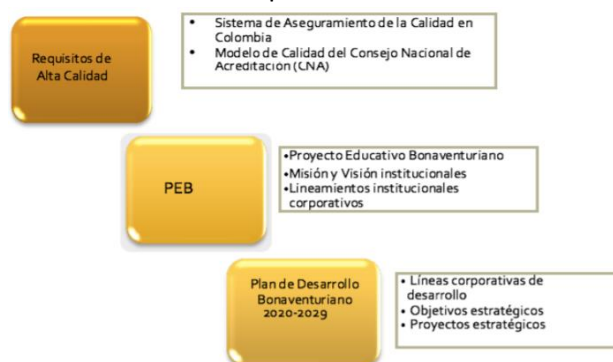 Requisitos de
Alta Calidad
• Sistema de Aseguramiento de la Calidad en
Colombia
• Modelo de Calidad del Consejo Nacional de
Acreditación (CNA)
PEB
•Proyecto Educativo Bonaventuriano
•Misión y Visión institucionales
•Lineamientos institucionales
corporativos
Plan de Desarrollo
Bonaventuriano
2020-2029
• Líneas corporativas de
desarrollo
• Objetivos estratégicos
• Proyectos estratégicos